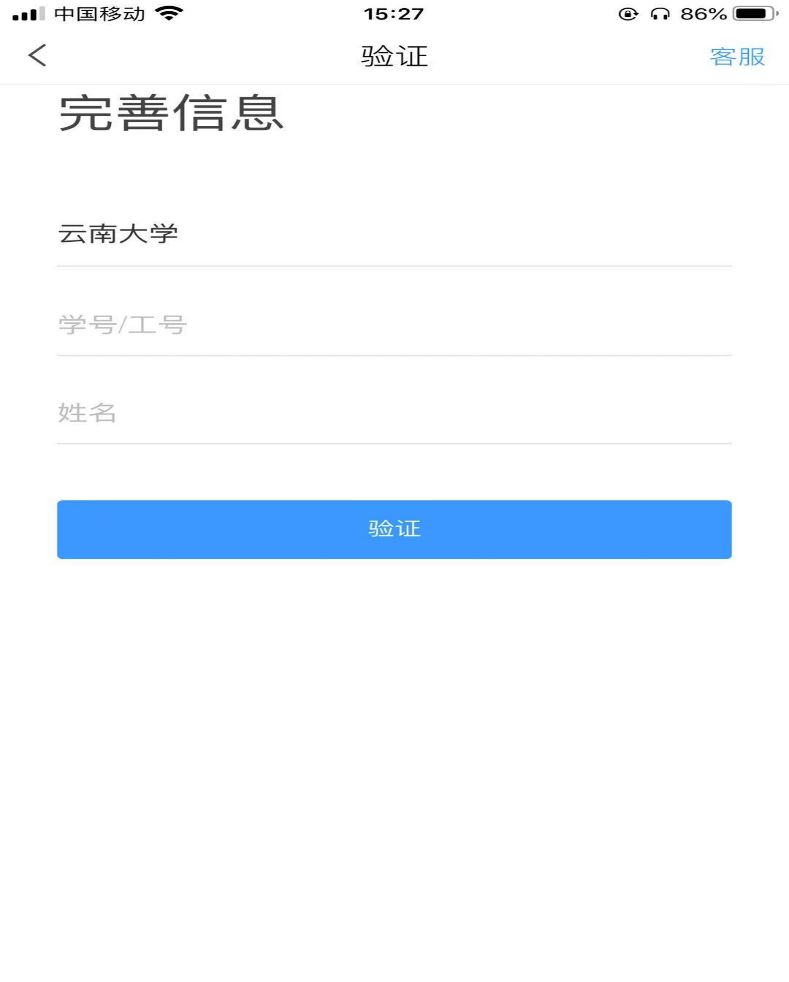 中国移动 15:27 86%
验证 客服
完善信息
云南大学
学号/工号
姓名
验证